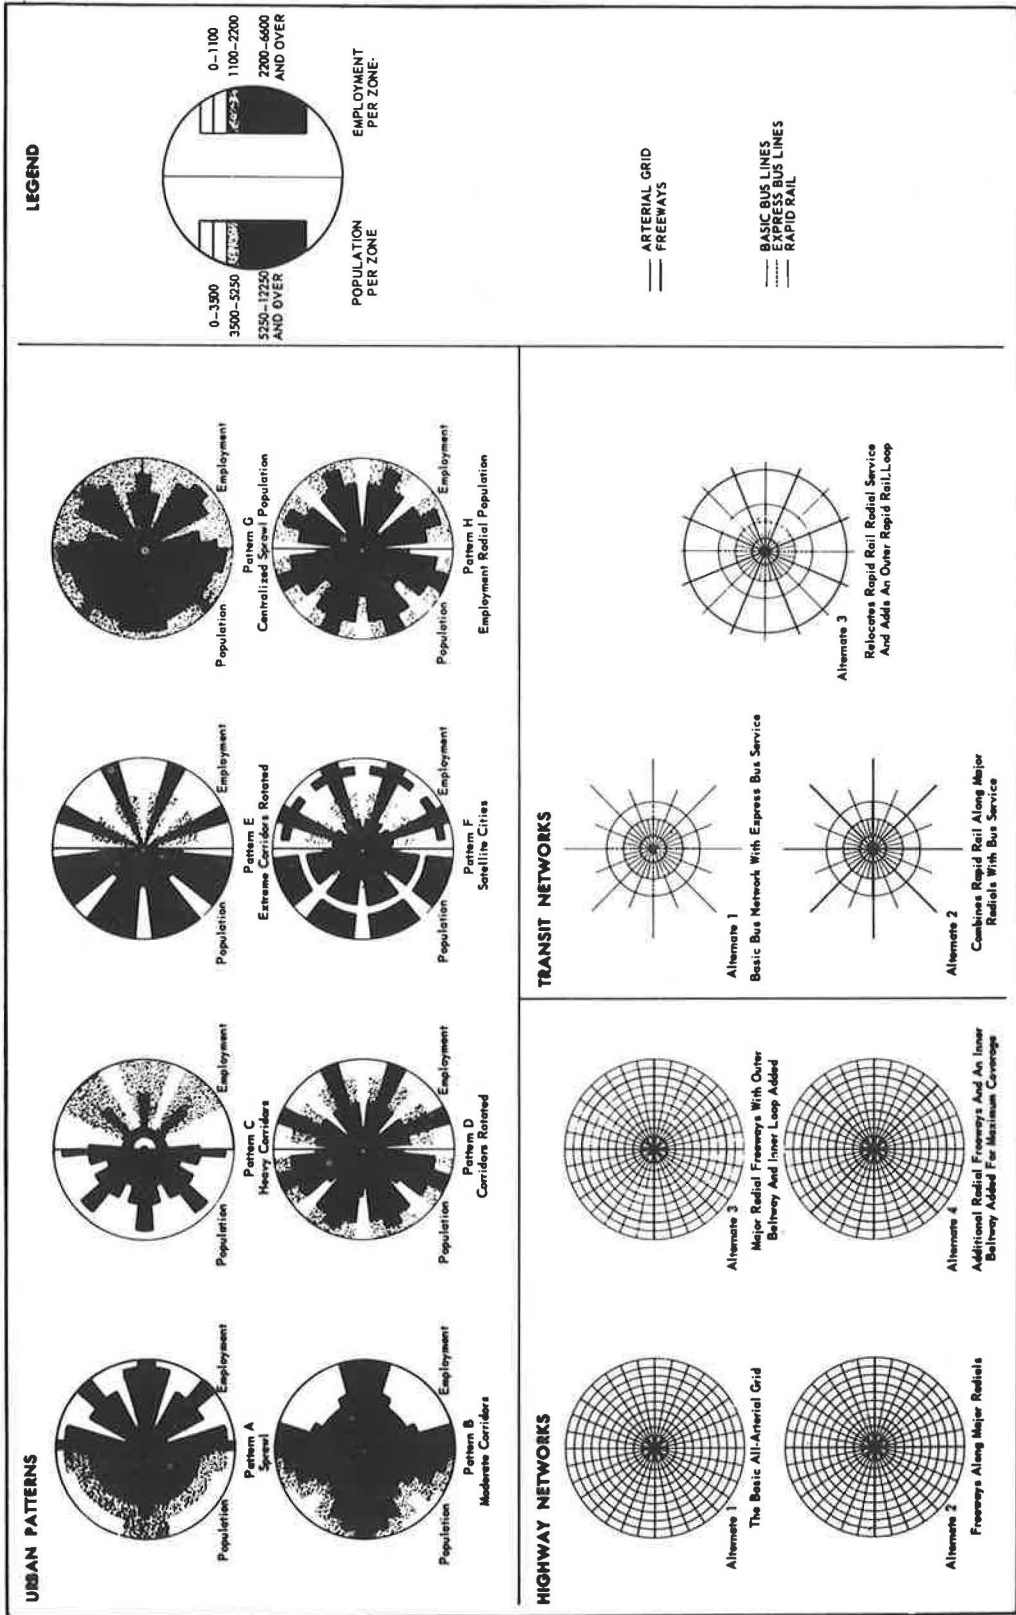 URBAN PATTERNS
Population
Employment
Pattern A
Sprawl
Population
Employment
Pattern B
Moderate Corridors
Population
Employment
Pattern C
Heavy Corridors
Population
Employment
Pattern D
Corridors Rotated
Population
Employment
Pattern E
Extreme Corridors Rotated
Population
Employment
Pattern F
Satellite Cities
Population
Employment
Pattern G
Centralized Sprawl Population
Population
Employment
Pattern H
Employment Radial Population
HIGHWAY NETWORKS
Alternate 1
The Basic All-Arterial Grid
Alternate 2
Freeways Along Major Radials
Alternate 3
Major Radial Freeways With Outer
Beltway And Inner Loop Added
Alternate 4
Additional Radial Freeways And An Inner
Beltway Added For Maximum Coverage
TRANSIT NETWORKS
Alternate 1
Basic Bus Network With Express Bus Service
Alternate 2
Combines Rapid Rail Along Major
Radials With Bus Service
Alternate 3
Relocates Rapid Rail Radial Service
And Adds An Outer Rapid Rail Loop
LEGEND
0-3500
3500-5250
5250-12250
AND OVER
POPULATION
PER ZONE
0-1100
1100-2200
2200-6600
AND OVER
EMPLOYMENT
PER ZONE-
ARTERIAL GRID
FREEWAYS
BASIC BUS LINES
EXPRESS BUS LINES
RAPID RAIL